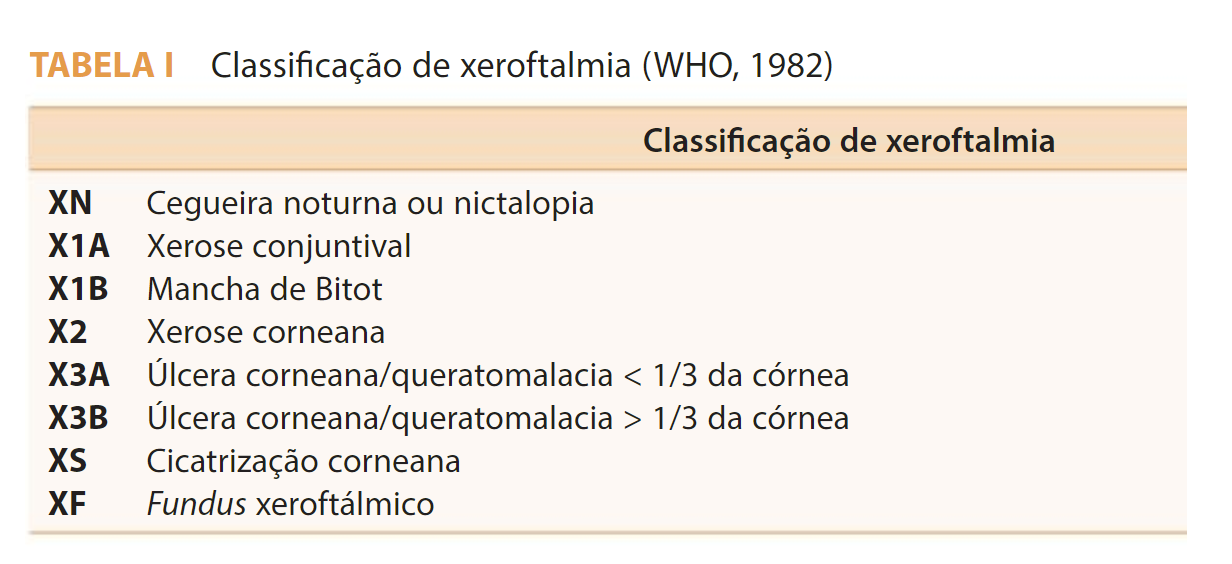 TABELA I Classificação de xeroftalmia (WHO, 1982)
Classificação de xeroftalmia
XN Cegueira noturna ou nictalopia
X1A Xerose conjuntival
X1B Mancha de Bitot
X2 Xerose corneana
X3A Úlcera corneana/queratomalacia < 1/3 da córnea
X3B Úlcera corneana/queratomalacia > 1/3 da córnea
XS Cicatrização corneana
XF Fundus xeroftálmico